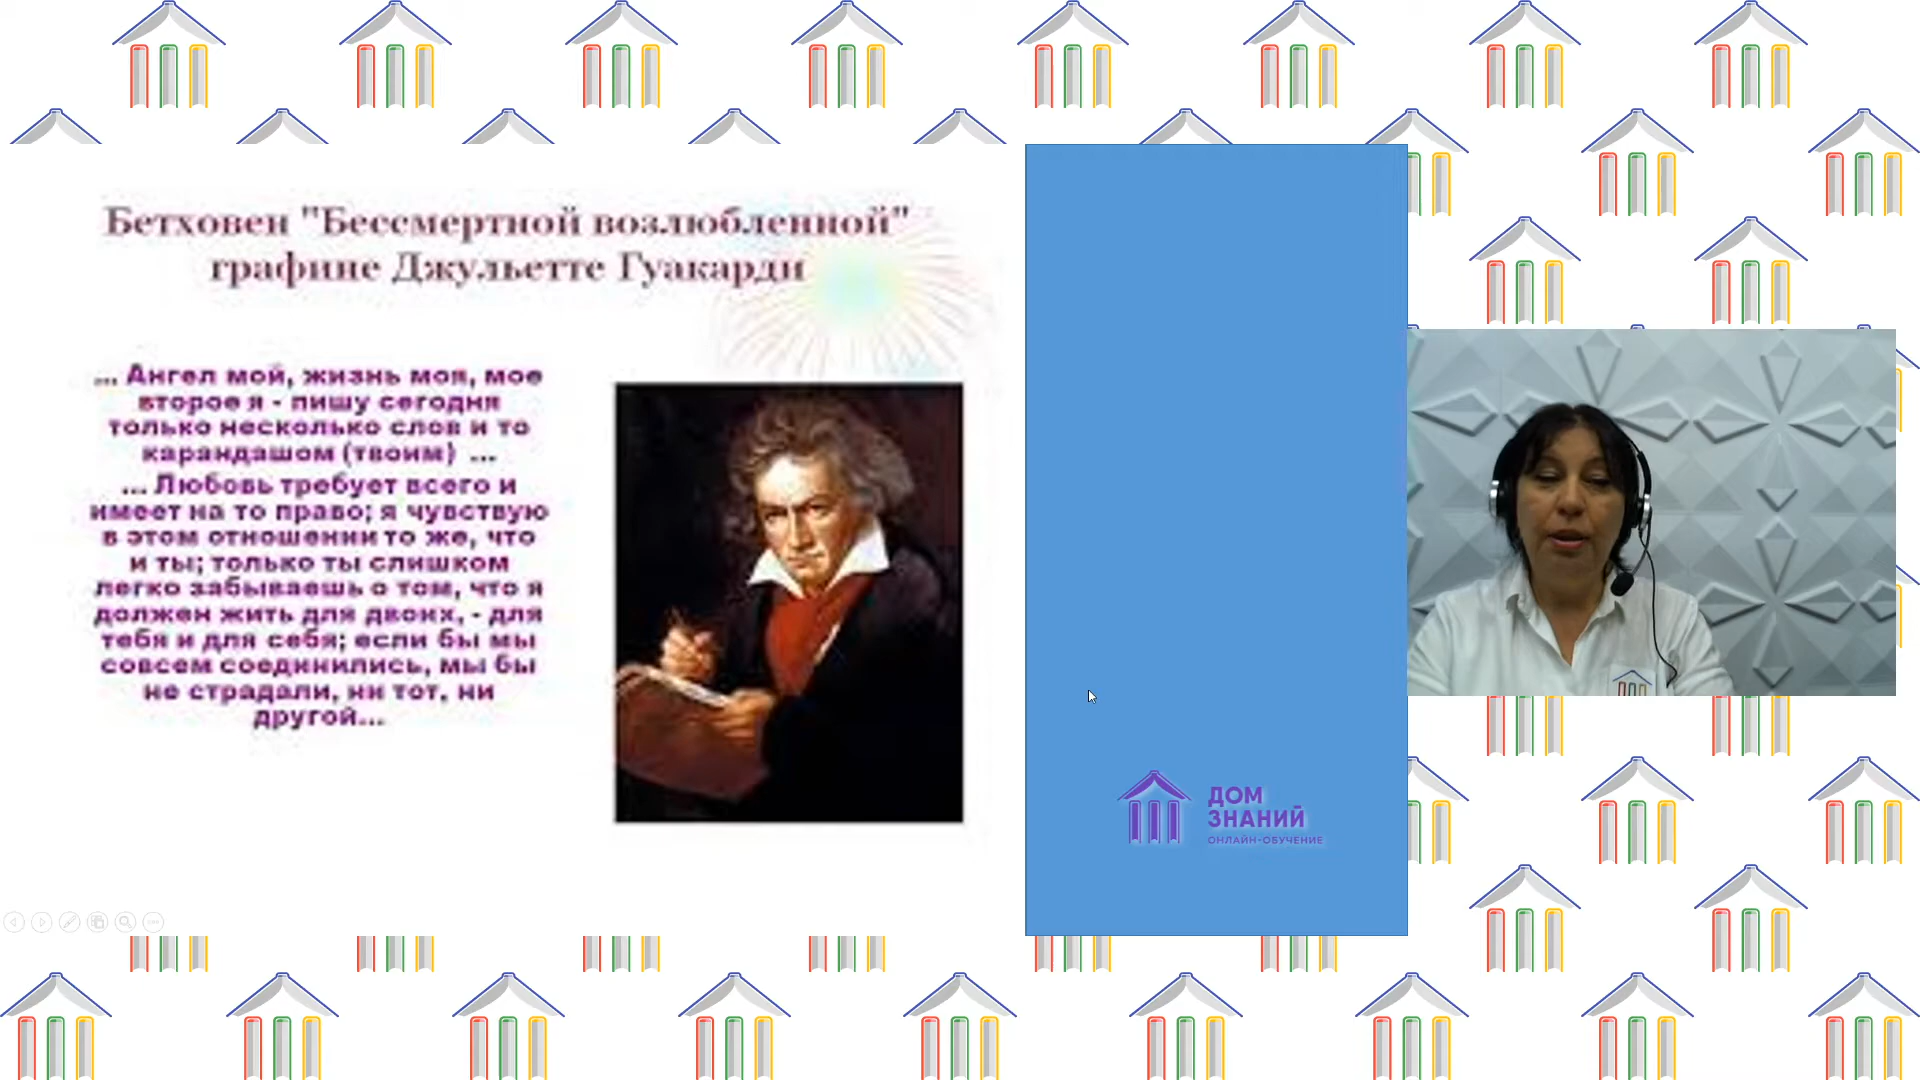 Бетховен "Бессмертной возлюбленной"
графине Джульетте Гуакарди
... Ангел мой, жизнь моя, мое
второе я - пишу сегодня
только несколько слов и то
карандашом (твоим) ...
... Любовь требует всего и
имеет на то право; я чувствую
в этом отношении то же, что
и ты; только ты слишком
легко забываешь о том, что я
должен жить для двоих, - для
тебя и для себя; если бы мы
совсем соединились, мы бы
не страдали, ни тот, ни
другой...
ДОМ
ЗНАНИЙ
ОНЛАЙН-ОБУЧЕНИЕ